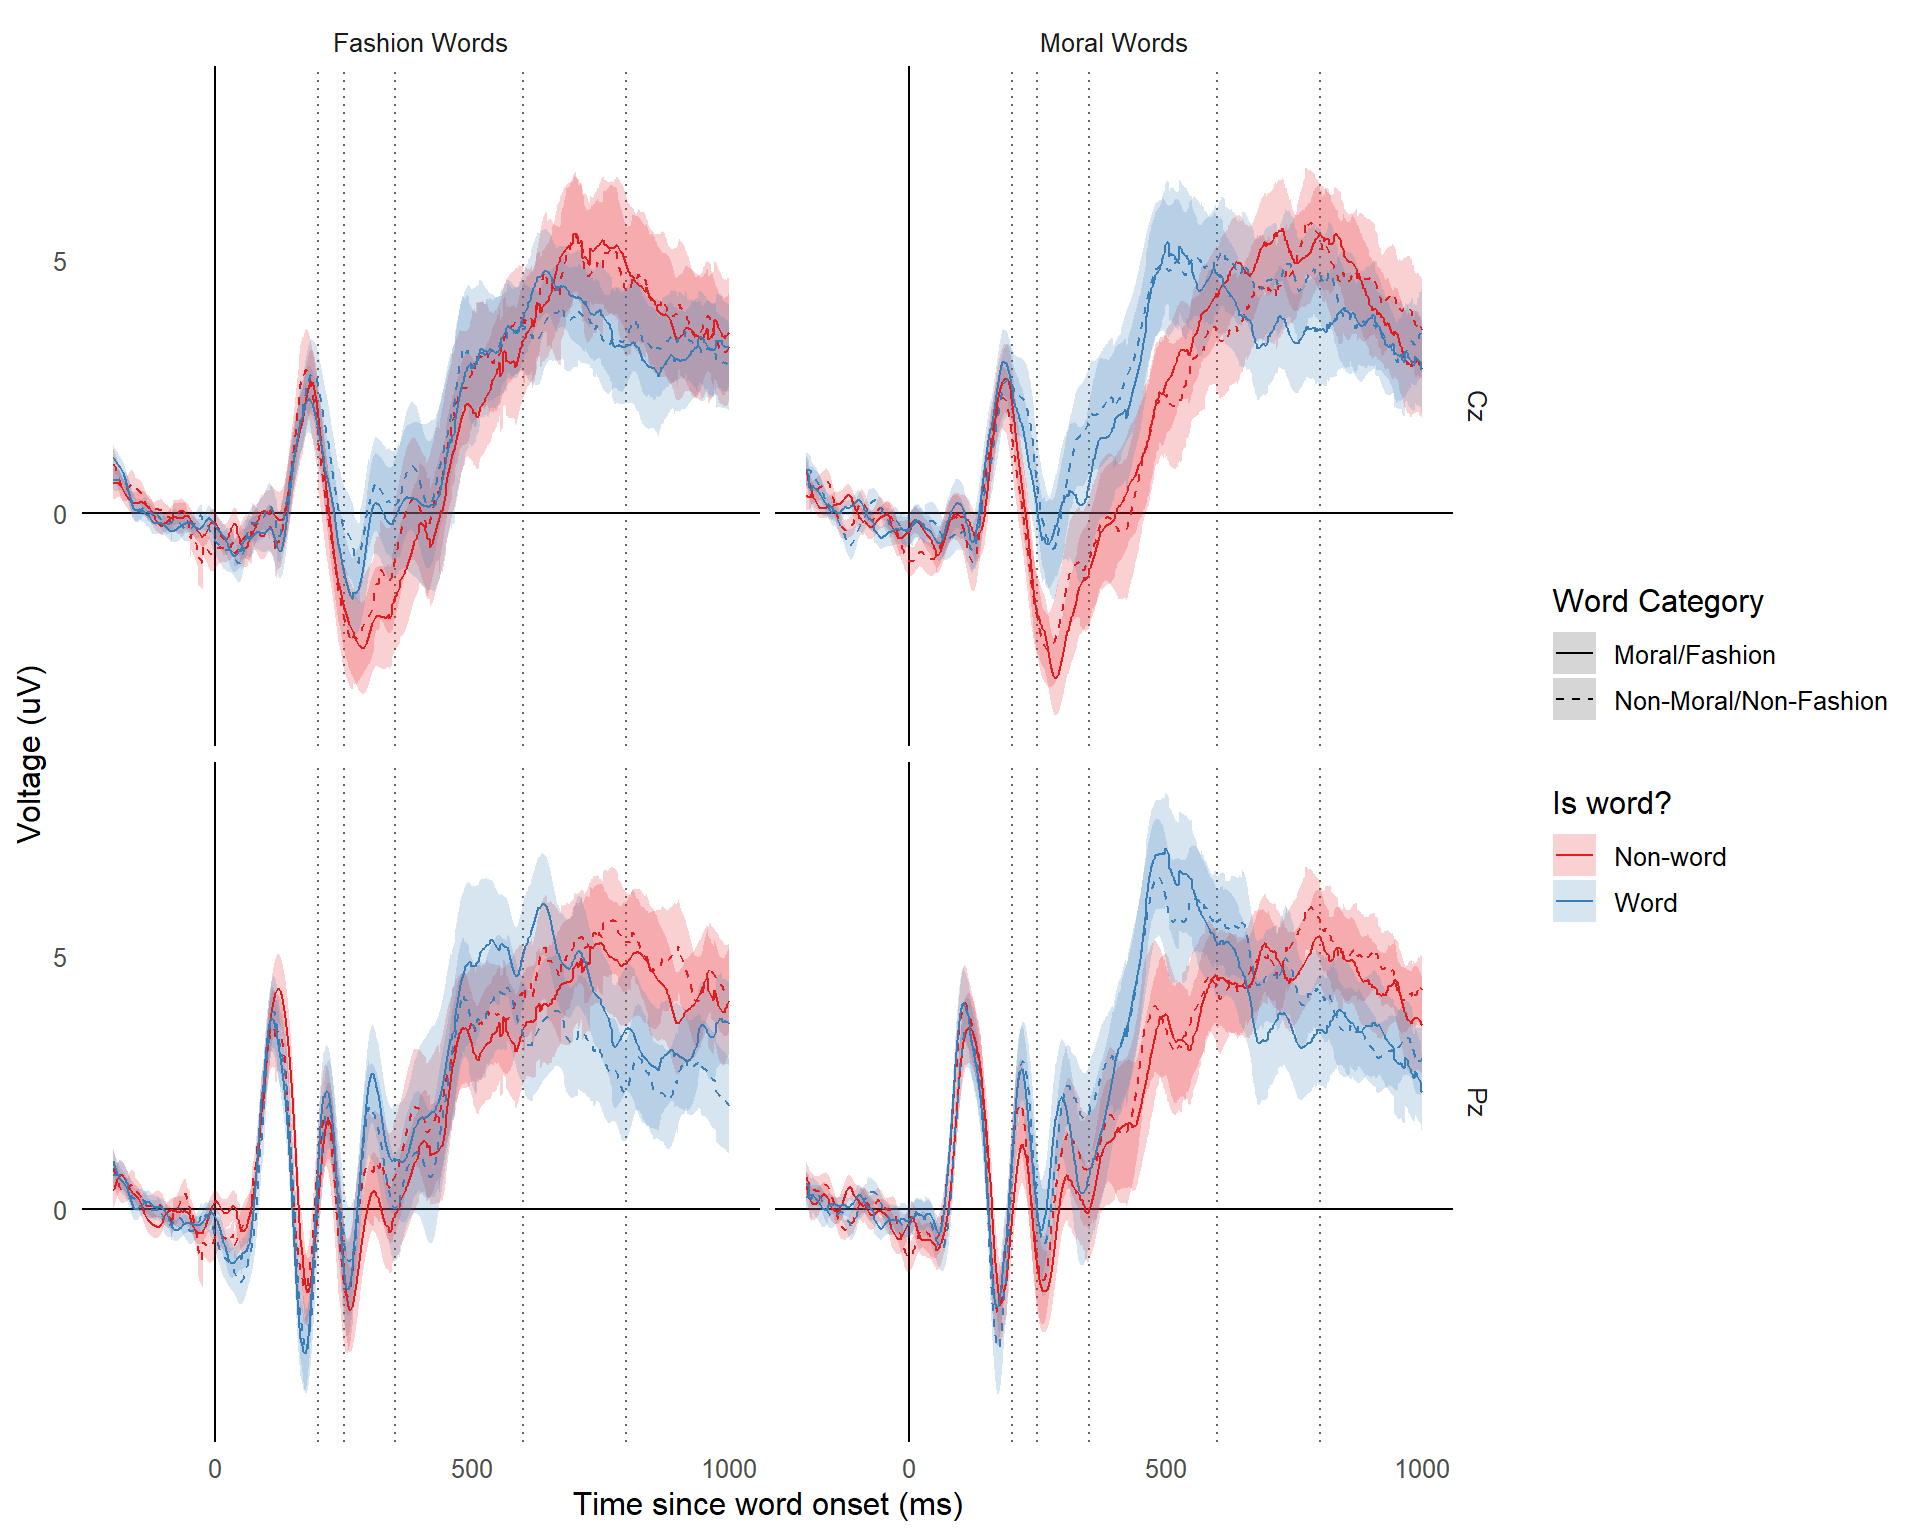 Fashion Words
Moral Words
5
0
Cz
Voltage (uV)
5
0
Pz
0
500
1000
0
500
1000
Time since word onset (ms)
Word Category
Moral/Fashion
Non-Moral/Non-Fashion
Is word?
Non-word
Word